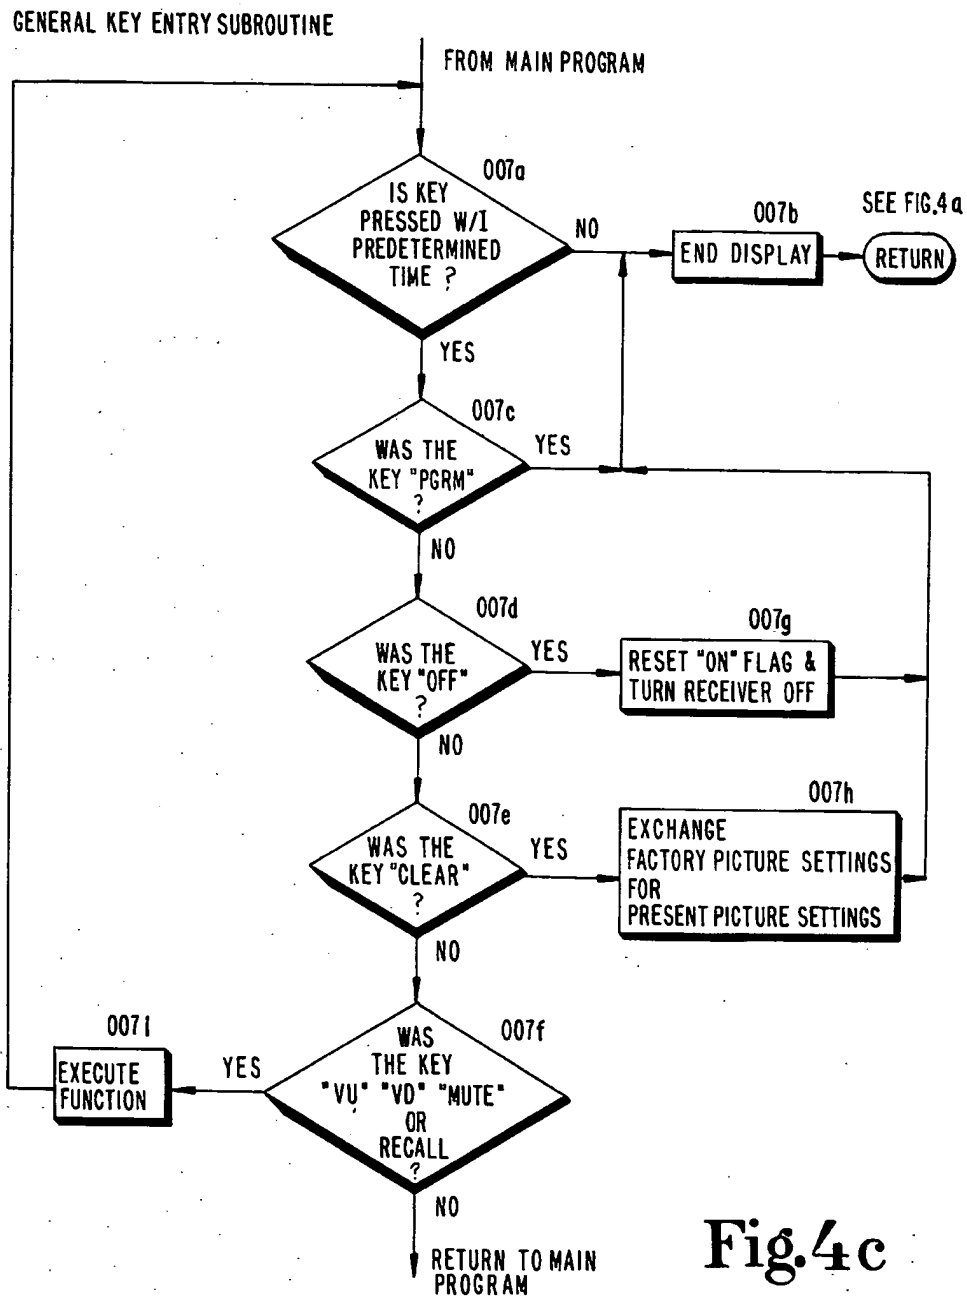 GENERAL KEY ENTRY SUBROUTINE
FROM MAIN PROGRAM
007a
IS KEY
PRESSED W/I
PREDETERMINED
TIME ?
NO
007b
END DISPLAY
SEE FIG.4a
RETURN
YES
007c
WAS THE
KEY "PGRM"
?
YES
NO
007d
WAS THE
KEY "OFF"
?
YES
007g
RESET "ON" FLAG &
TURN RECEIVER OFF
NO
007e
WAS THE
KEY "CLEAR"
?
YES
007h
EXCHANGE
FACTORY PICTURE SETTINGS
FOR
PRESENT PICTURE SETTINGS
NO
007f
WAS
THE KEY
"VU" "VD" "MUTE"
OR
RECALL
?
YES
007i
EXECUTE
FUNCTION
NO
RETURN TO MAIN
PROGRAM
Fig.4c